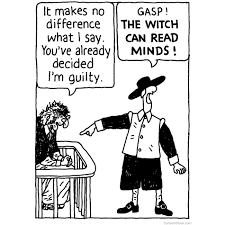 It makes no
difference
what I say.
You've already
decided
I'm guilty.
GASP!
THE WITCH
CAN READ
MINDS!